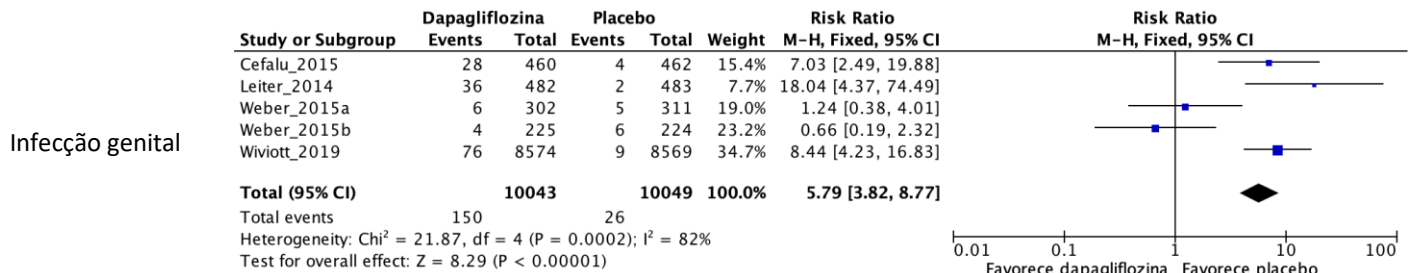 Dapagliflozina Placebo Risk Ratio Risk Ratio
Study or Subgroup Events Total Events Total Weight M-H, Fixed, 95% CI M-H, Fixed, 95% CI
Cefalu_2015 28 460 4 462 15.4% 7.03 [2.49, 19.88]
Leiter_2014 36 482 2 483 7.7% 18.04 [4.37, 74.49]
Weber_2015a 6 302 5 311 19.0% 1.24 [0.38, 4.01]
Infecção genital
Weber_2015b 4 225 6 224 23.2% 0.66 [0.19, 2.32]
Wiviott_2019 76 8574 9 8569 34.7% 8.44 [4.23, 16.83]
Total (95% CI) 10043 10049 100.0% 5.79 [3.82, 8.77]
Total events 150 26
Heterogeneity: Chi² = 21.87, df = 4 (P = 0.0002); I² = 82%
Test for overall effect: Z = 8.29 (P < 0.00001)
0.01 0.1 1 10 100
Favorece dapagliflozina Favorece placebo